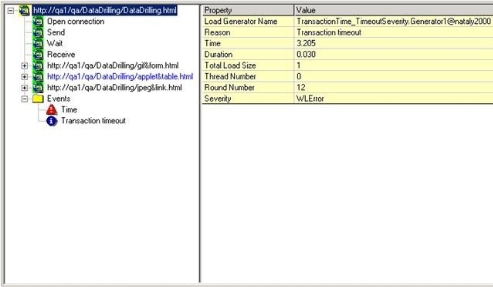 http://qa1/qa/DataDrilling/DataDrilling.html
Open connection
Send
Wait
Receive
http://qa1/qa/DataDrilling/gif&form.html
http://qa1/qa/DataDrilling/applet&table.html
http://qa1/qa/DataDrilling/jpeg&link.html
Events
Time
Transaction timeout
Property Value
Load Generator Name TransactionTime_TimeoutSeverity.Generator1@nataly2000
Reason Transaction timeout
Time 3.205
Duration 0.030
Total Load Size 1
Thread Number 0
Round Number 12
Severity WLError